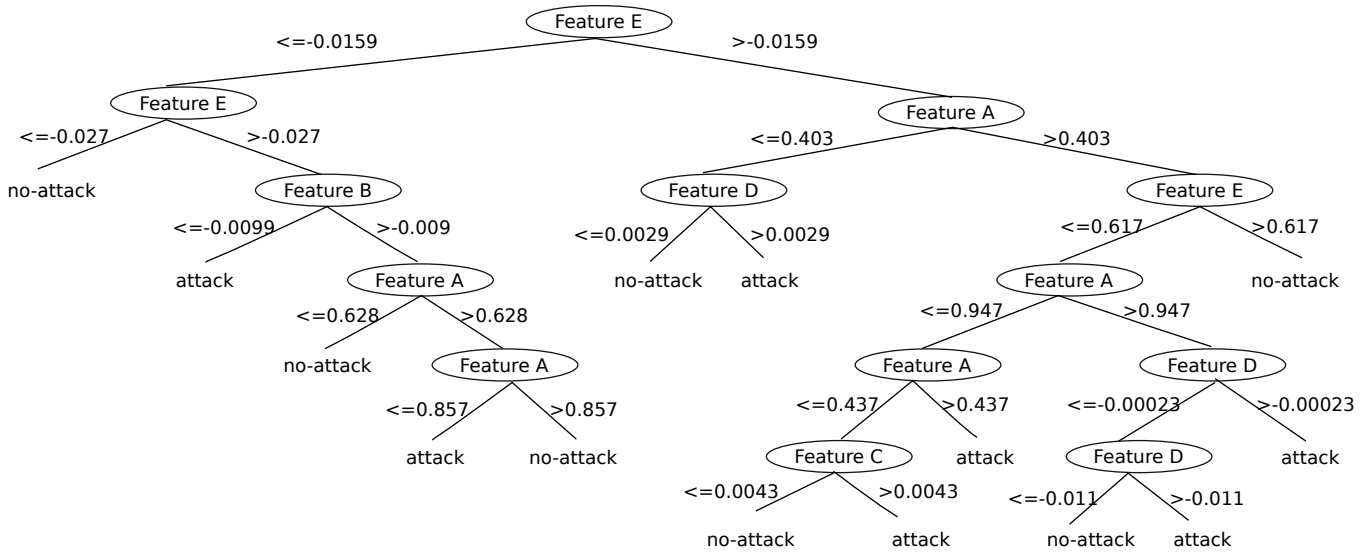 Feature E
<=-0.0159 >-0.0159
Feature E Feature A
<=-0.027 >-0.027 <=0.403 >0.403
no-attack Feature B Feature D Feature E
<=-0.0099 >-0.009 <=0.0029 >0.0029 <=0.617 >0.617
attack Feature A no-attack attack Feature A no-attack
<=0.628 >0.628 <=0.947 >0.947
no-attack Feature A Feature A Feature D
<=0.857 >0.857 <=0.437 >0.437 <=-0.00023 >-0.00023
attack no-attack Feature C attack Feature D attack
<=0.0043 >0.0043 <=-0.011 >-0.011
no-attack attack no-attack attack